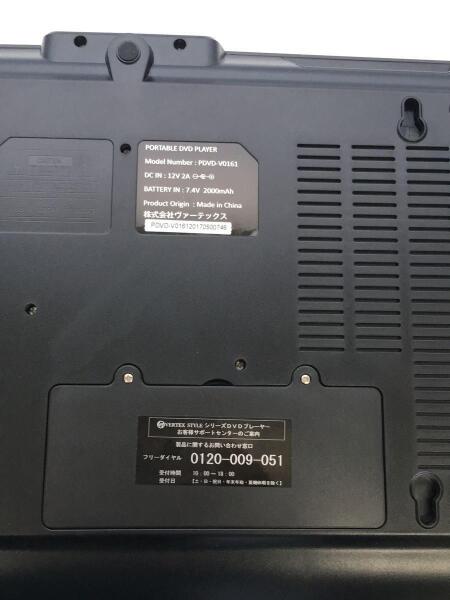 PORTABLE DVD PLAYER
Model Number : PDVD-V0161
DC IN : 12V 2A
BATTERY IN : 7.4V 2000mAh
Product Origin : Made in China
株式会社ヴァーテックス
PDVD-V016120170500746
VERTEX STYLE シリーズDVDプレーヤー
お客様サポートセンターのご案内
製品に関するお問い合わせ窓口
フリーダイヤル 0120-009-051
受付時間 10:00～18:00
受付日 【土・日・祝日・年末年始・夏期休暇を除く】